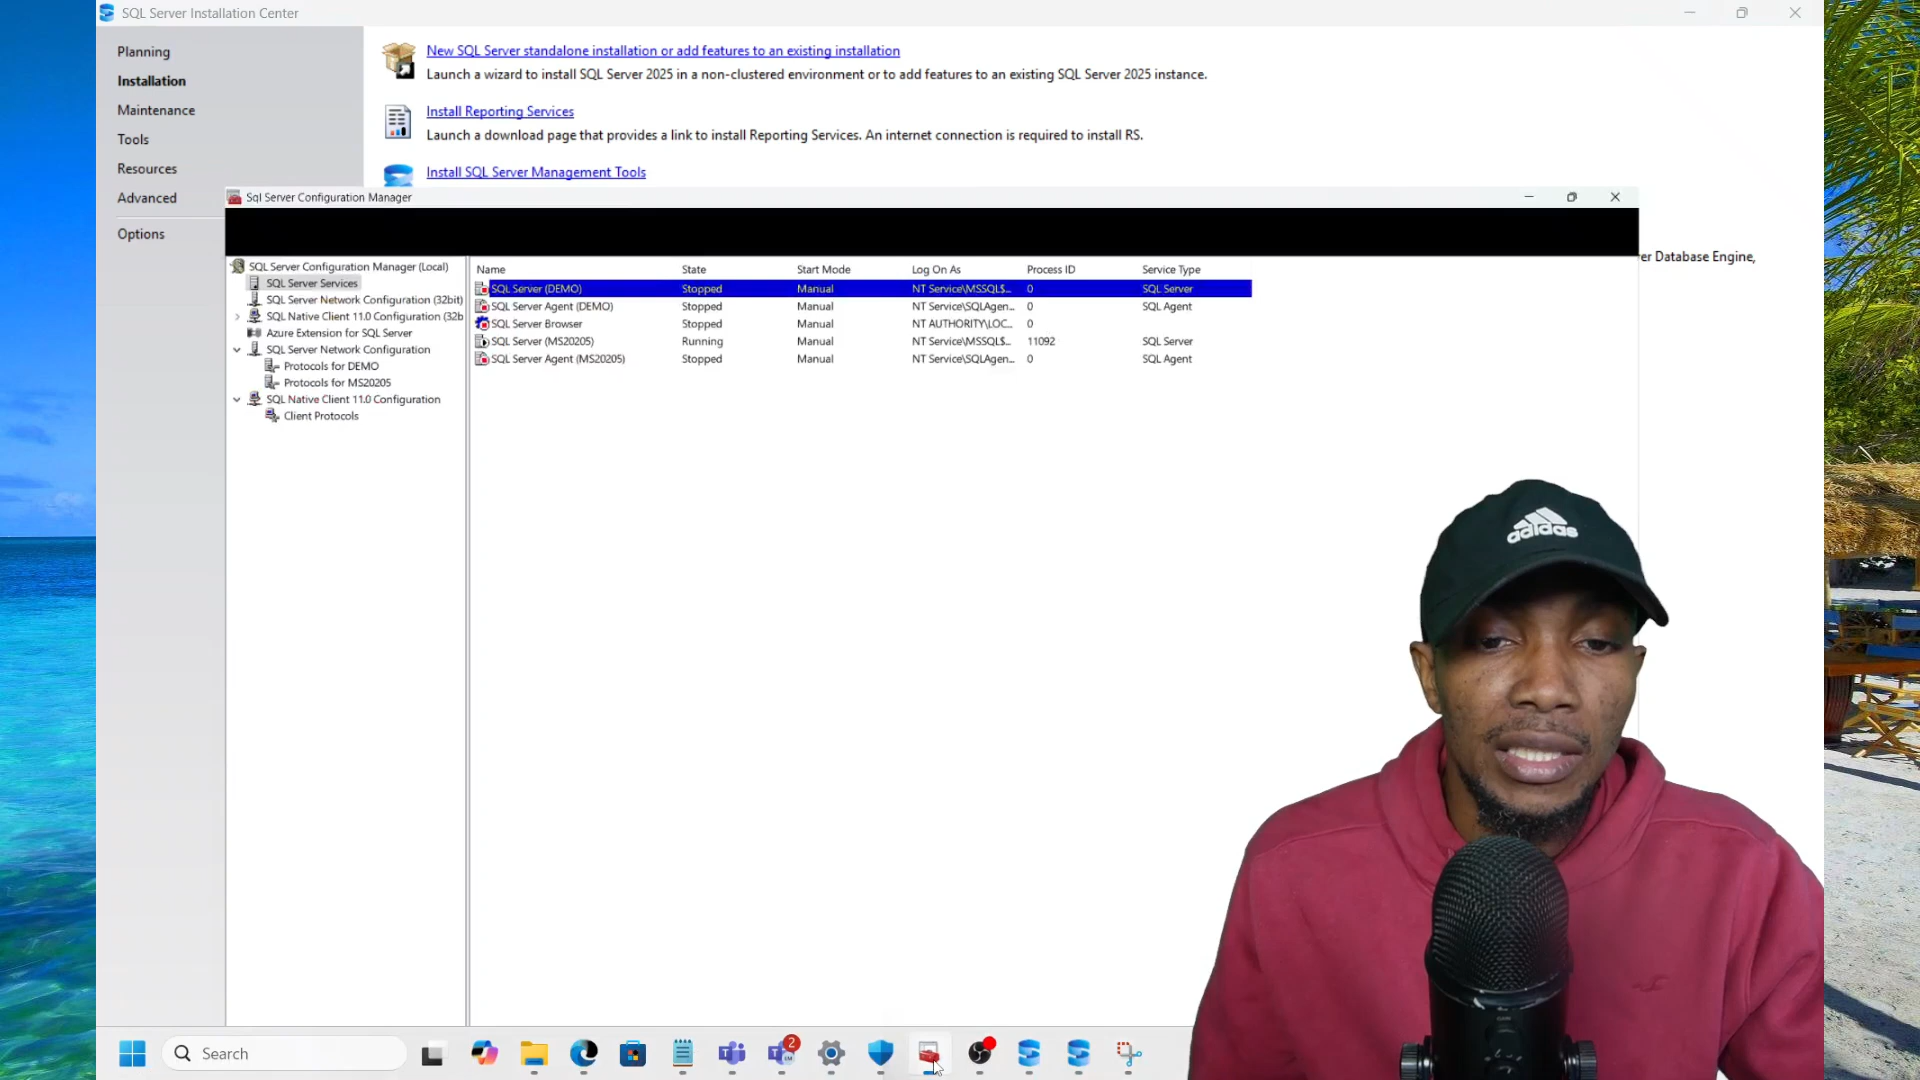 SQL Server Installation Center
Planning
Installation
Maintenance
Tools
Resources
Advanced
Options
New SQL Server standalone installation or add features to an existing installation
Launch a wizard to install SQL Server 2025 in a non-clustered environment or to add features to an existing SQL Server 2025 instance.
Install Reporting Services
Launch a download page that provides a link to install Reporting Services. An internet connection is required to install RS.
Install SQL Server Management Tools
er Database Engine,
Sql Server Configuration Manager
SQL Server Configuration Manager (Local)
SQL Server Services
SQL Server Network Configuration (32bit)
SQL Native Client 11.0 Configuration (32b
Azure Extension for SQL Server
SQL Server Network Configuration
Protocols for DEMO
Protocols for MS20205
SQL Native Client 11.0 Configuration
Client Protocols
Name State Start Mode Log On As Process ID Service Type
SQL Server (DEMO) Stopped Manual NT Service\MSSQL$... 0 SQL Server
SQL Server Agent (DEMO) Stopped Manual NT Service\SQLAgen... 0 SQL Agent
SQL Server Browser Stopped Manual NT AUTHORITY\LOC... 0
SQL Server (MS20205) Running Manual NT Service\MSSQL$... 11092 SQL Server
SQL Server Agent (MS20205) Stopped Manual NT Service\SQLAgen... 0 SQL Agent
adidas
Search
2